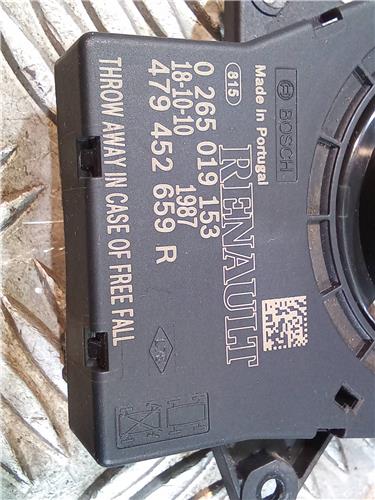 BOSCH
815 Made in Portugal
RENAULT
0 265 019 153
18-10-10 1987
479 452 659 R
THROW AWAY IN CASE OF FREE FALL